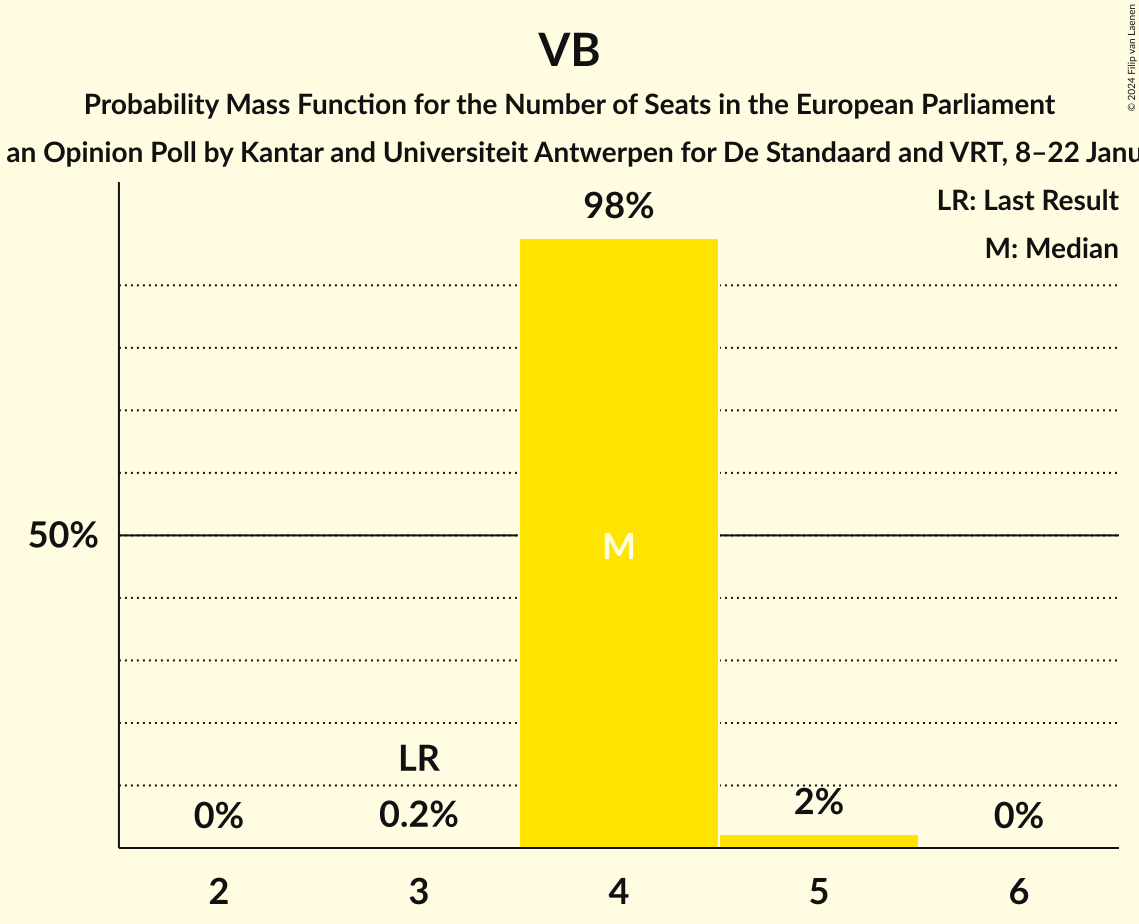 VB
Probability Mass Function for the Number of Seats in the European Parliament
an Opinion Poll by Kantar and Universiteit Antwerpen for De Standaard and VRT, 8–22 Janu
© 2024 Filip van Laenen
LR: Last Result
M: Median
98%
50%
M
LR
0%
0.2%
2%
0%
2
3
4
5
6